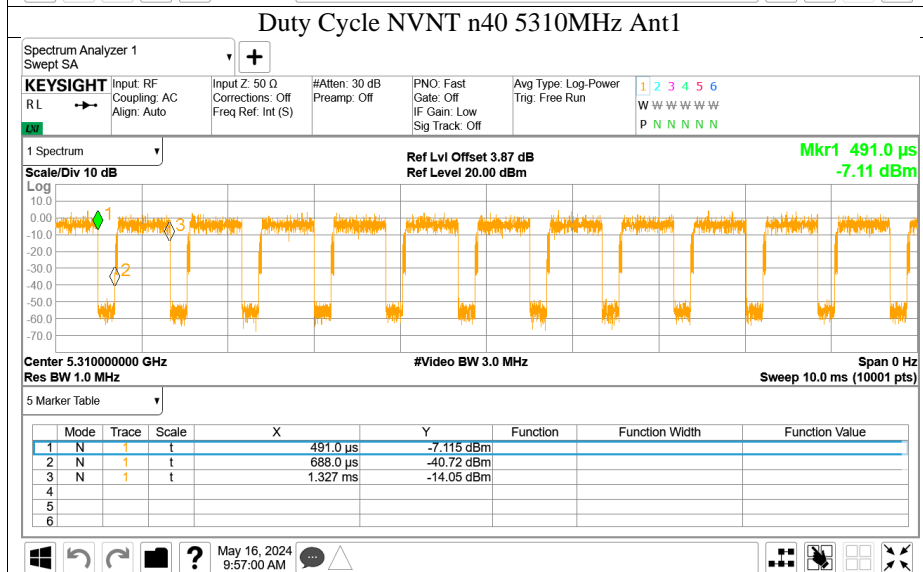 Duty Cycle NVNT n40 5310MHz Ant1
Spectrum Analyzer 1
Swept SA
KEYSIGHT Input: RF Input Z: 50 Ω #Atten: 30 dB PNO: Fast Avg Type: Log-Power 1 2 3 4 5 6
R L Coupling: AC Corrections: Off Preamp: Off Gate: Off Trig: Free Run
Align: Auto Freq Ref: Int (S) IF Gain: Low W W W W W W
LXI Sig Track: Off P N N N N N
1 Spectrum Ref Lvl Offset 3.87 dB Mkr1 491.0 µs
Scale/Div 10 dB Ref Level 20.00 dBm -7.11 dBm
Log
10.0
0.00
-10.0
-20.0
-30.0
-40.0
-50.0
-60.0
-70.0
1
3
2
Center 5.310000000 GHz #Video BW 3.0 MHz Span 0 Hz
Res BW 1.0 MHz Sweep 10.0 ms (10001 pts)
5 Marker Table
Mode Trace Scale X Y Function Function Width Function Value
1 N 1 t 491.0 µs -7.115 dBm
2 N 1 t 688.0 µs -40.72 dBm
3 N 1 t 1.327 ms -14.05 dBm
4
5
6
? May 16, 2024
9:57:00 AM